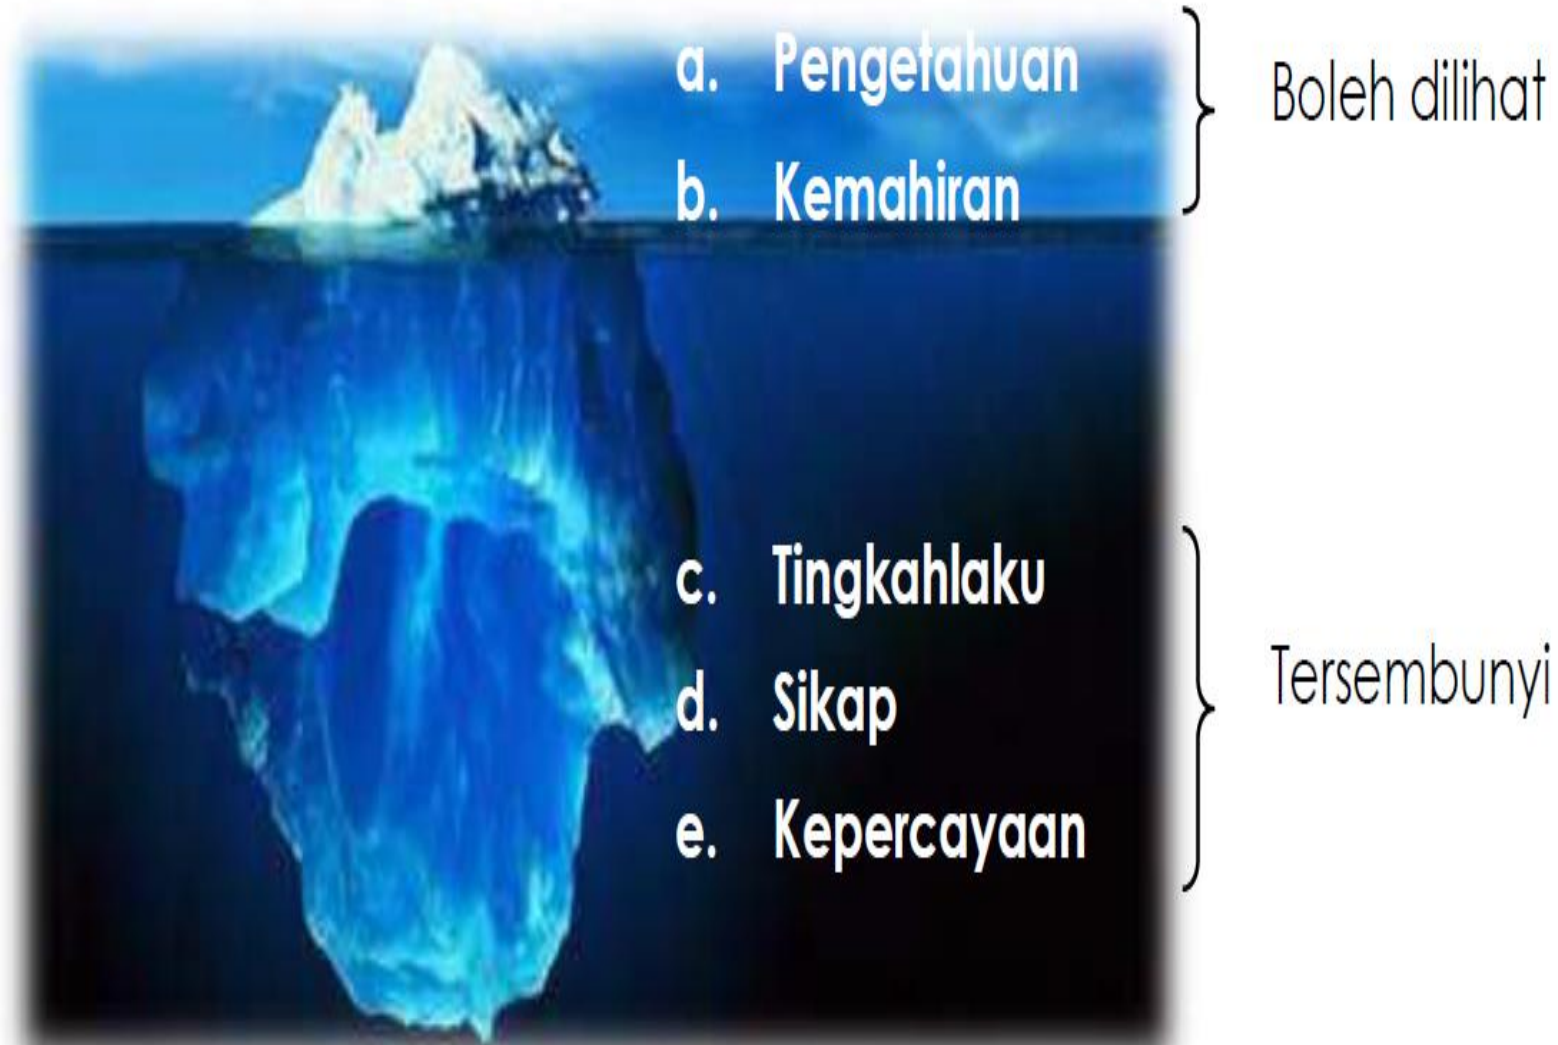 a. Pengetahuan
b. Kemahiran
Boleh dilihat
c. Tingkahlaku
d. Sikap
e. Kepercayaan
Tersembunyi